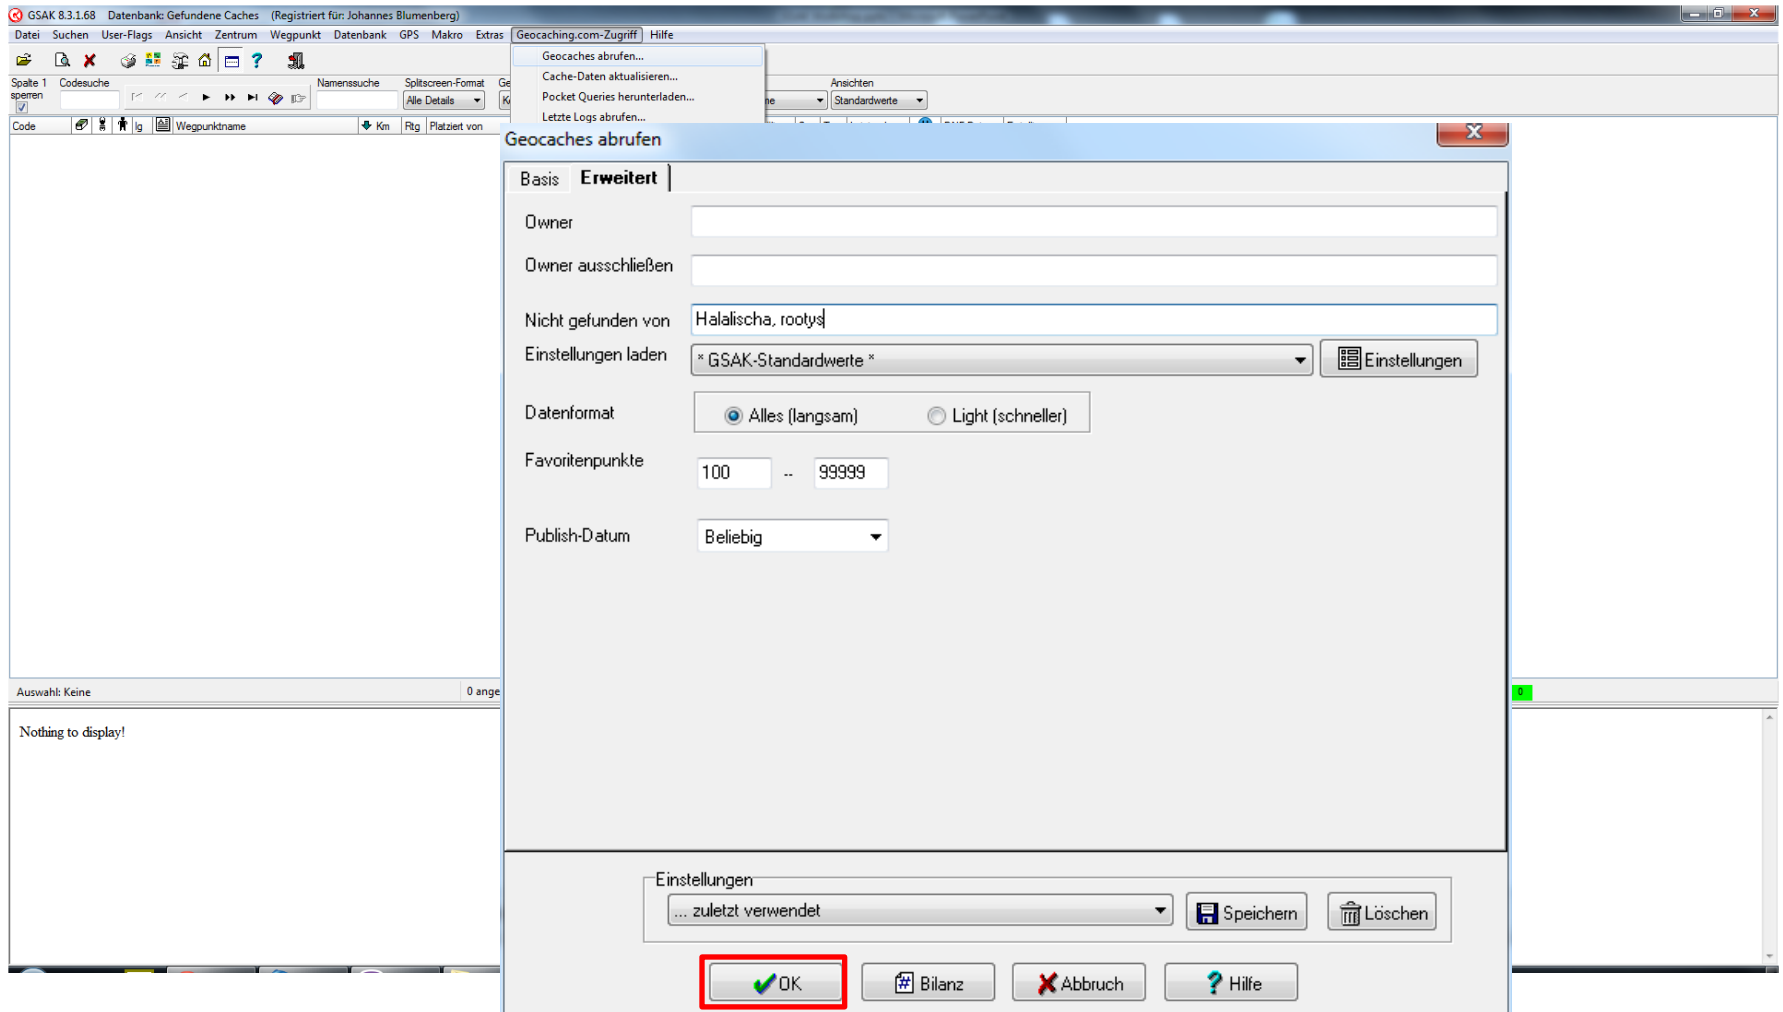 GSAK 8.3.1.68 Datenbank: Gefundene Caches (Registriert für: Johannes Blumenberg)
Datei Suchen User-Flags Ansicht Zentrum Wegpunkt Datenbank GPS Makro Extras Geocaching.com-Zugriff Hilfe
Geocaches abrufen...
Cache-Daten aktualisieren...
Pocket Queries herunterladen...
Letzte Logs abrufen...
Spalte 1 sperren Codesuche Namenssuche Splitscreen-Format Ansichten
Alle Details Standardwerte
Code Ig Wegpunktname Km Rtg Platziert von
Geocaches abrufen
Basis Erweitert
Owner
Owner ausschließen
Nicht gefunden von Halalischa, rootys
Einstellungen laden * GSAK-Standardwerte * Einstellungen
Datenformat Alles (langsam) Light (schneller)
Favoritenpunkte 100 -- 99999
Publish-Datum Beliebig
Auswahl: Keine 0 ange 0
Nothing to display!
Einstellungen
... zuletzt verwendet Speichern Löschen
OK # Bilanz Abbruch ? Hilfe